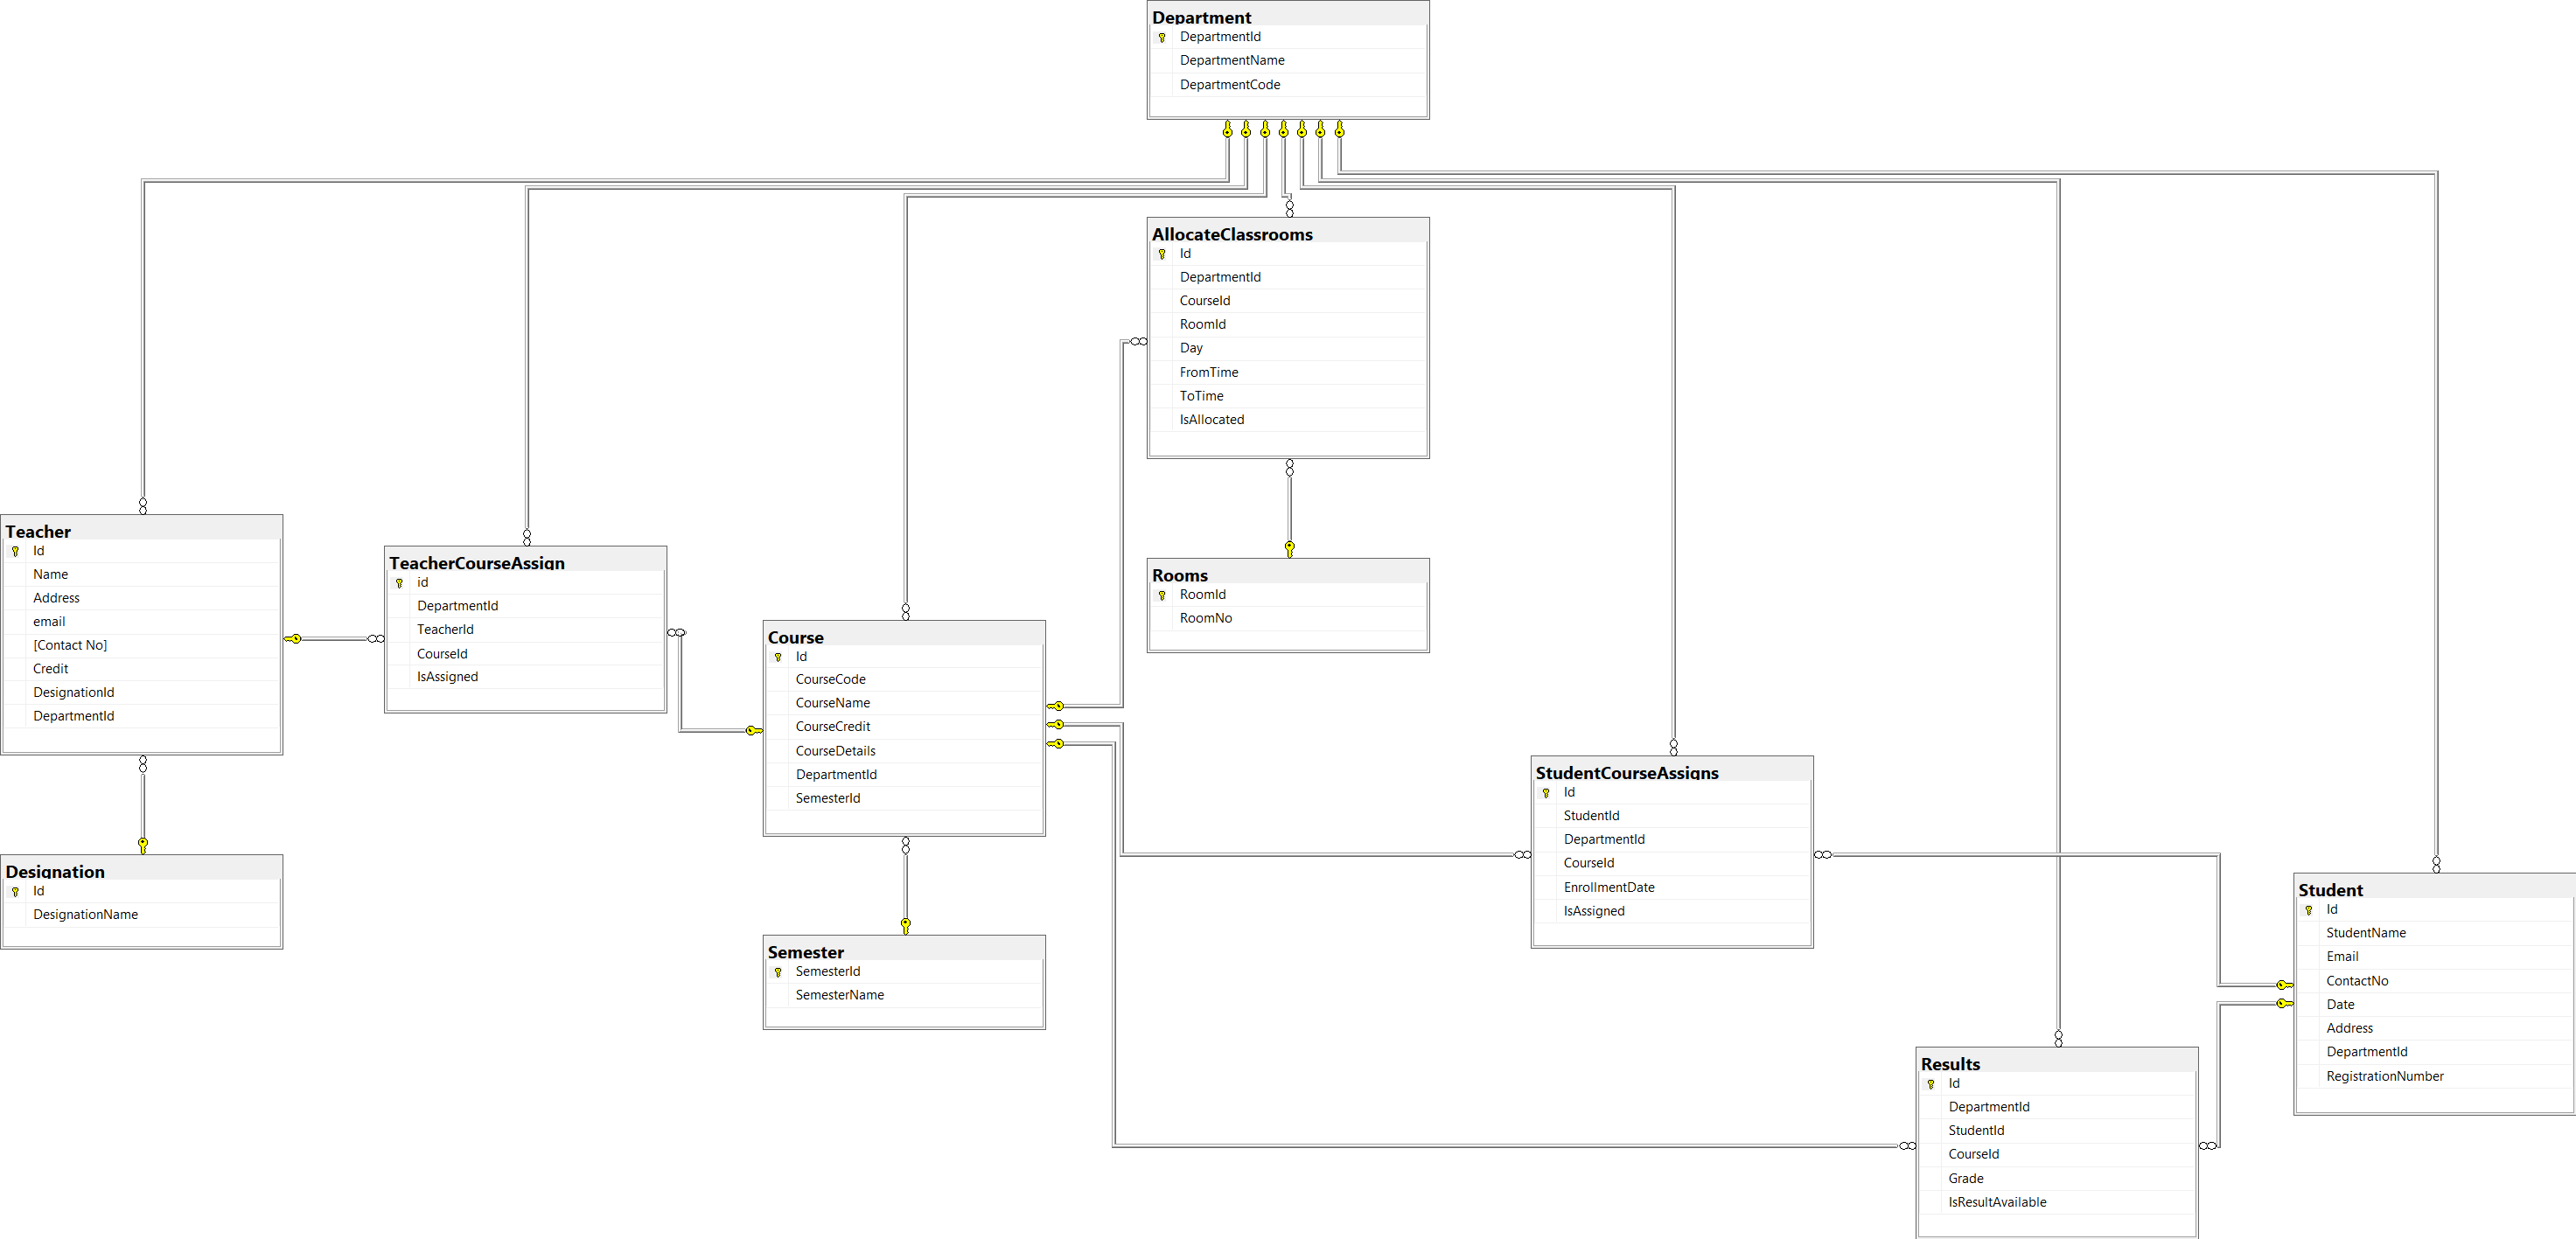 Department
DepartmentId
DepartmentName
DepartmentCode
AllocateClassrooms
Id
DepartmentId
CourseId
RoomId
Day
FromTime
ToTime
IsAllocated
Teacher
Id
Name
Address
email
[Contact No]
Credit
DesignationId
DepartmentId
TeacherCourseAssign
id
DepartmentId
TeacherId
CourseId
IsAssigned
Rooms
RoomId
RoomNo
Course
Id
CourseCode
CourseName
CourseCredit
CourseDetails
DepartmentId
SemesterId
StudentCourseAssigns
Id
StudentId
DepartmentId
CourseId
EnrollmentDate
IsAssigned
Designation
Id
DesignationName
Student
Id
StudentName
Email
ContactNo
Date
Address
DepartmentId
RegistrationNumber
Semester
SemesterId
SemesterName
Results
Id
DepartmentId
StudentId
CourseId
Grade
IsResultAvailable